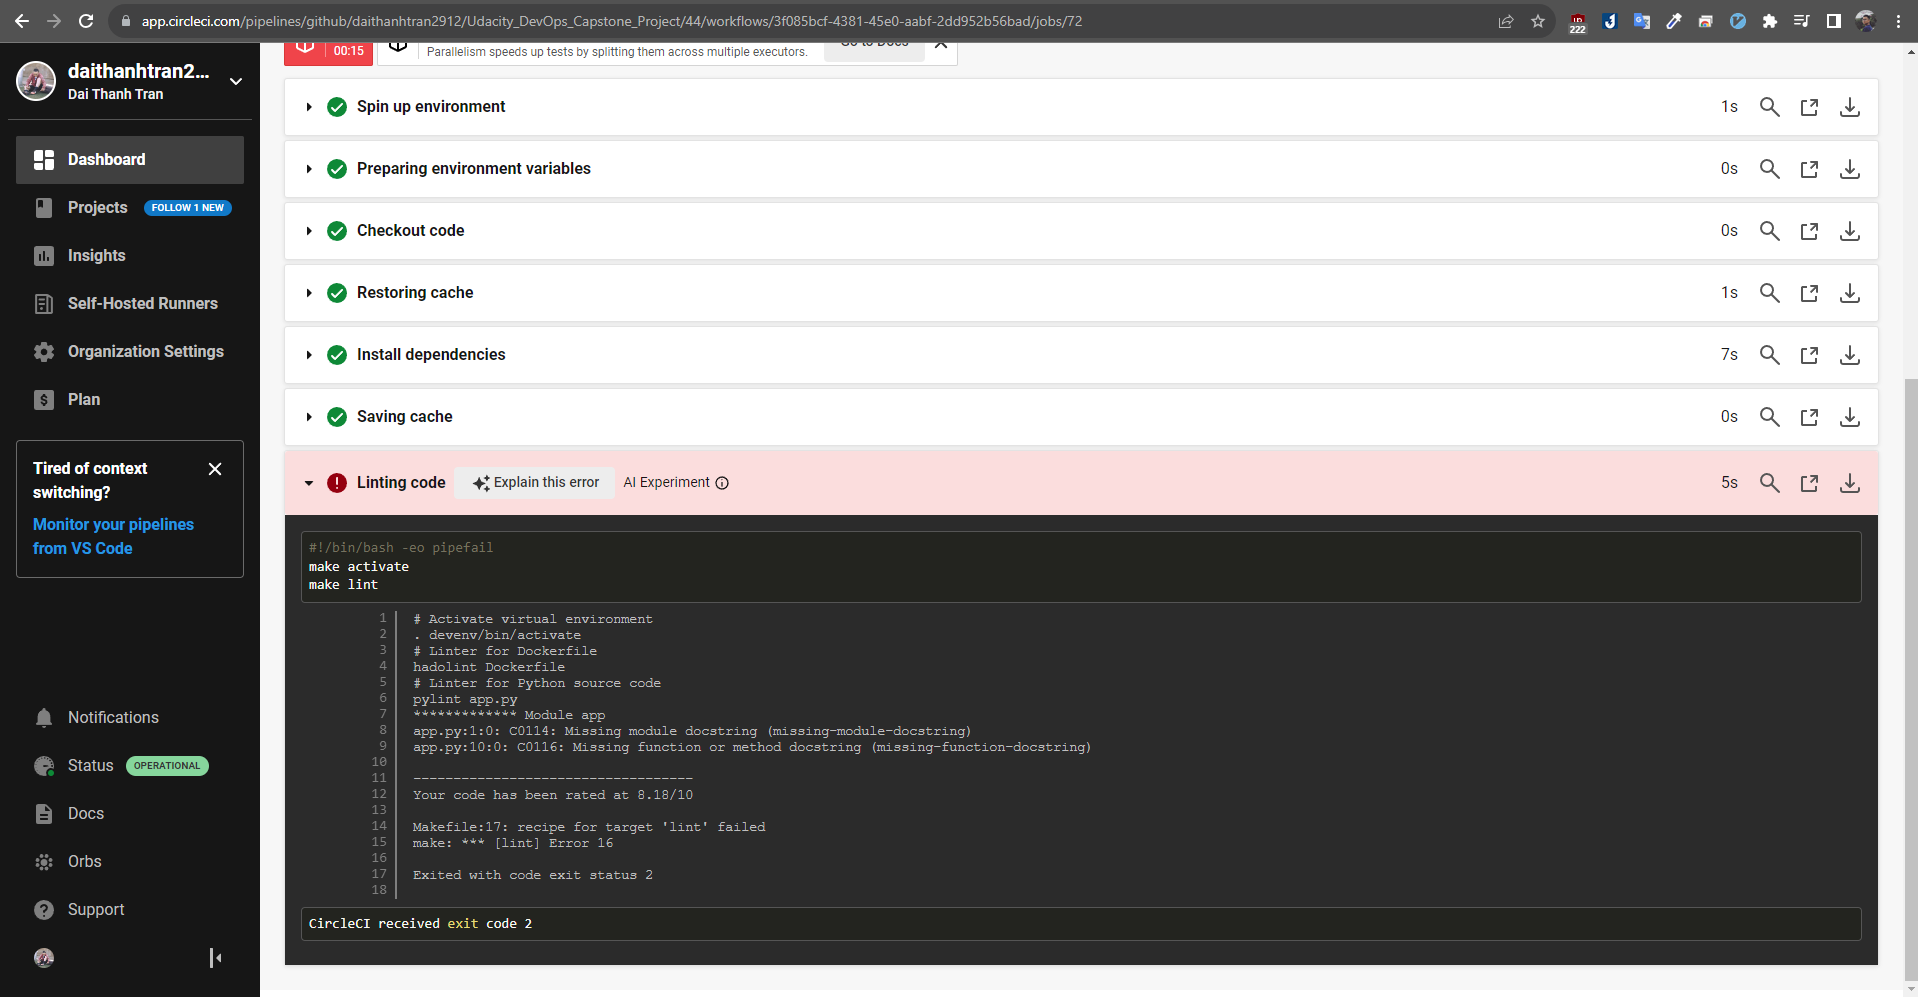 app.circleci.com/pipelines/github/daithanhtran2912/Udacity_DevOps_Capstone_Project/44/workflows/3f085bcf-4381-45e0-aabf-2dd952b56bad/jobs/72
222
daithanhtran2...
Dai Thanh Tran
Dashboard
Projects FOLLOW 1 NEW
Insights
Self-Hosted Runners
Organization Settings
Plan
Tired of context
switching?
Monitor your pipelines
from VS Code
Notifications
Status OPERATIONAL
Docs
Orbs
Support
00:15
Parallelism speeds up tests by splitting them across multiple executors.
Go to Docs
Spin up environment 1s
Preparing environment variables 0s
Checkout code 0s
Restoring cache 1s
Install dependencies 7s
Saving cache 0s
Linting code Explain this error AI Experiment 5s
#!/bin/bash -eo pipefail
make activate
make lint
1 # Activate virtual environment
2 . devenv/bin/activate
3 # Linter for Dockerfile
4 hadolint Dockerfile
5 # Linter for Python source code
6 pylint app.py
7 ************* Module app
8 app.py:1:0: C0114: Missing module docstring (missing-module-docstring)
9 app.py:10:0: C0116: Missing function or method docstring (missing-function-docstring)
10
11 -----------------------------------
12 Your code has been rated at 8.18/10
13
14 Makefile:17: recipe for target 'lint' failed
15 make: *** [lint] Error 16
16
17 Exited with code exit status 2
18
CircleCI received exit code 2